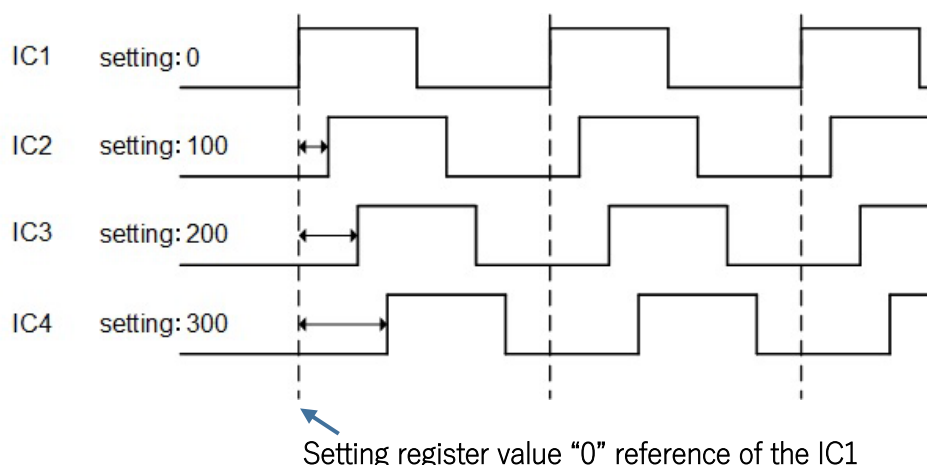 IC1 setting: 0
IC2 setting: 100
IC3 setting: 200
IC4 setting: 300
Setting register value “0” reference of the IC1